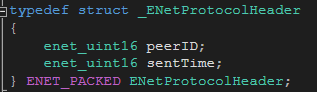 typedef struct _ENetProtocolHeader
{
    enet_uint16 peerID;
    enet_uint16 sentTime;
} ENET_PACKED ENetProtocolHeader;